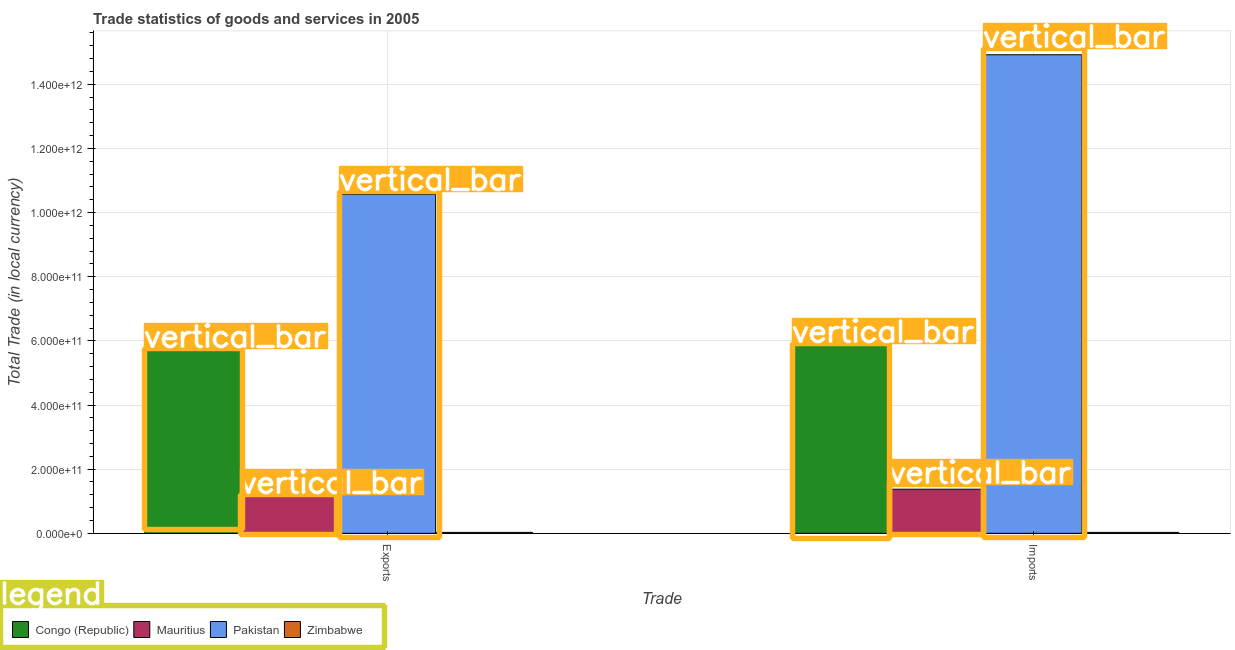 Trade statistics of goods and services in 2005
vertical_bar
1.400e+12
1.200e+12
vertical_bar
1.000e+12
8.000e+11
vertical_bar
vertical_bar
6.000e+11
4.000e+11
vertical_bar
vertical_bar
2.000e+11
0.000e+0
Total Trade (in local currency)
Exports
Imports
Trade
legend
Congo (Republic) Mauritius Pakistan Zimbabwe